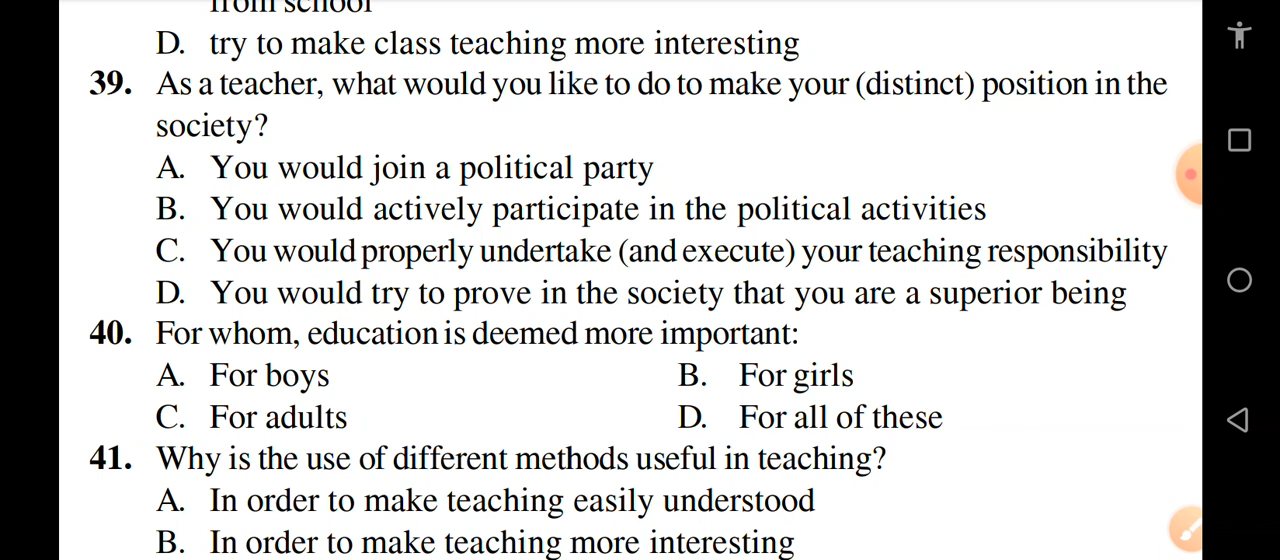 from school
D. try to make class teaching more interesting
39. As a teacher, what would you like to do to make your (distinct) position in the
society?
A. You would join a political party
B. You would actively participate in the political activities
C. You would properly undertake (and execute) your teaching responsibility
D. You would try to prove in the society that you are a superior being
40. For whom, education is deemed more important:
A. For boys B. For girls
C. For adults D. For all of these
41. Why is the use of different methods useful in teaching?
A. In order to make teaching easily understood
B. In order to make teaching more interesting